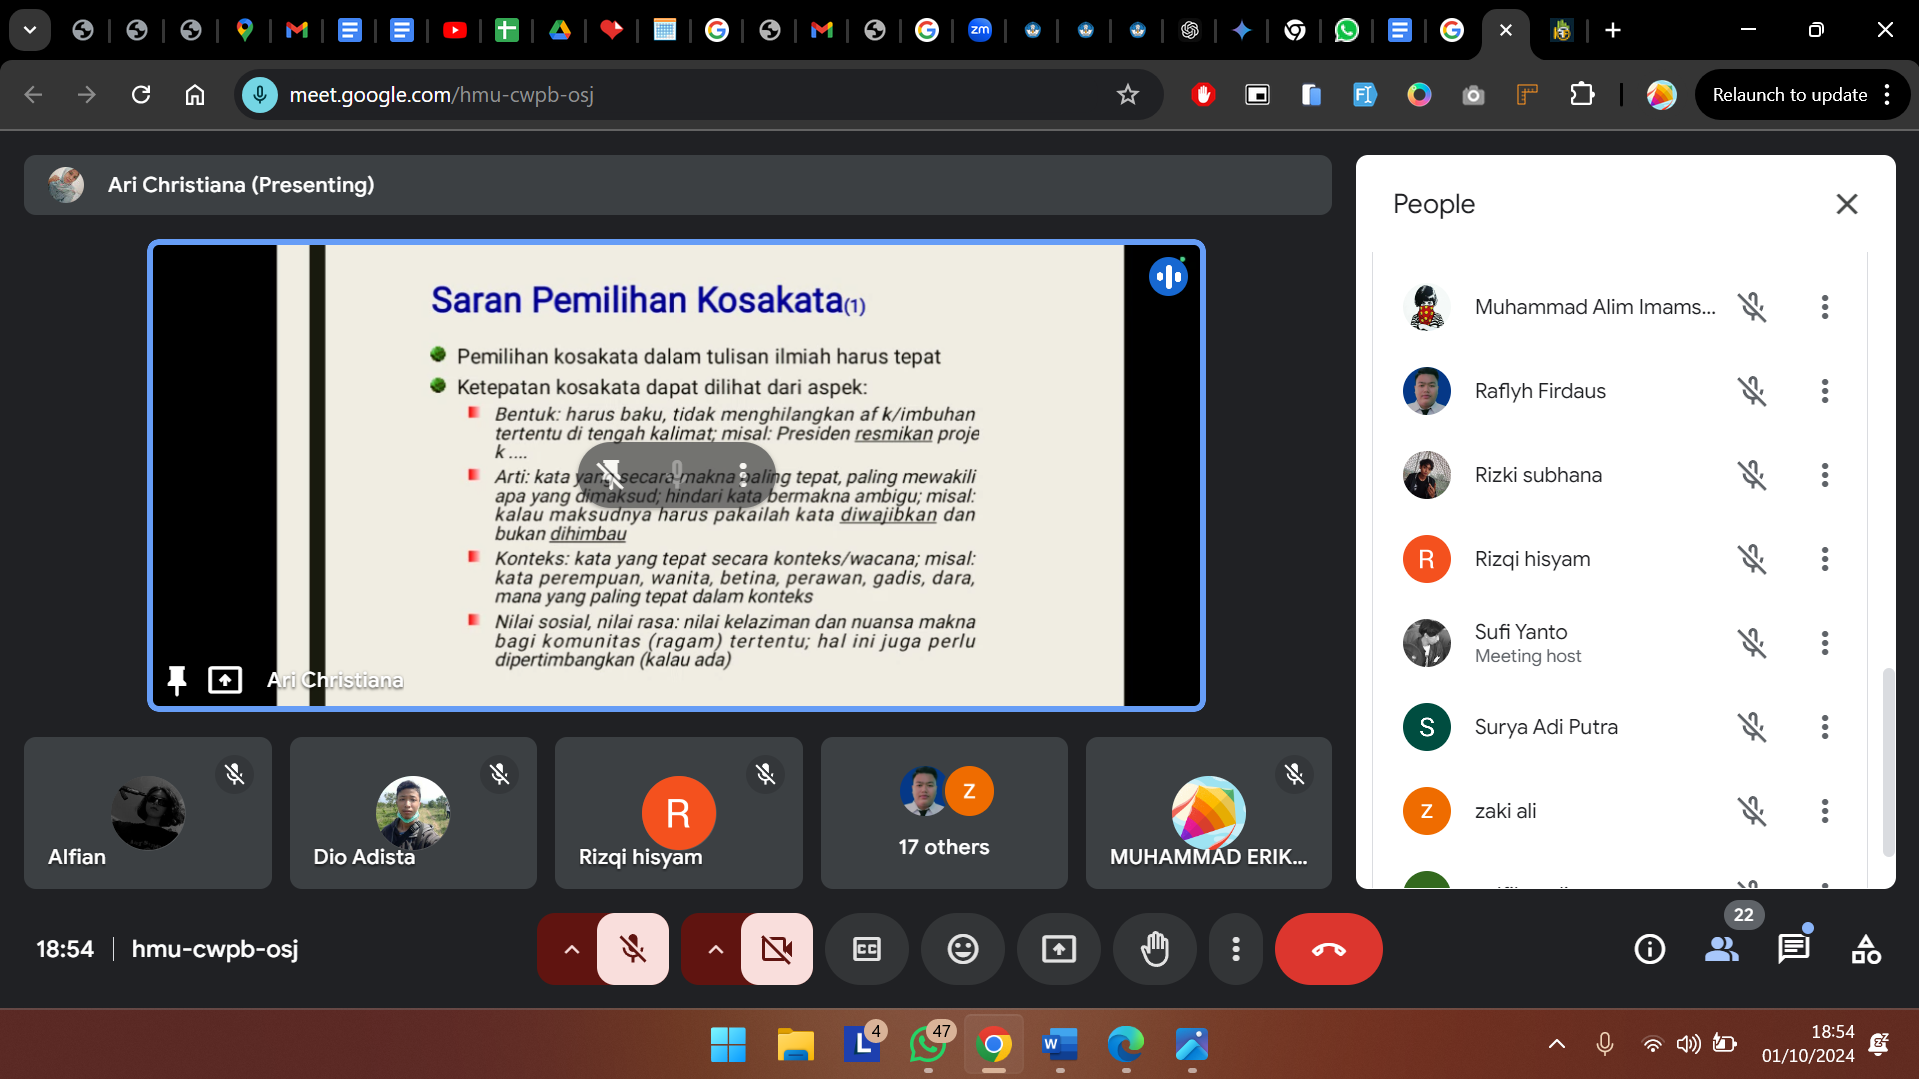 meet.google.com/hmu-cwpb-osj
Relaunch to update
Ari Christiana (Presenting)
Saran Pemilihan Kosakata(1)
Pemilihan kosakata dalam tulisan ilmiah harus tepat
Ketepatan kosakata dapat dilihat dari aspek:
Bentuk: harus baku, tidak menghilangkan af k/imbuhan
tertentu di tengah kalimat; misal: Presiden resmikan proje
k ....
Arti: kata yang secara makna paling tepat, paling mewakili
apa yang dimaksud; hindari kata bermakna ambigu; misal:
kalau maksudnya harus pakailah kata diwajibkan dan
bukan dihimbau
Konteks: kata yang tepat secara konteks/wacana; misal:
kata perempuan, wanita, betina, perawan, gadis, dara,
mana yang paling tepat dalam konteks
Nilai sosial, nilai rasa: nilai kelaziman dan nuansa makna
bagi komunitas (ragam) tertentu; hal ini juga perlu
dipertimbangkan (kalau ada)
Ari Christiana
Alfian
Dio Adista
R
Rizqi hisyam
z
17 others
MUHAMMAD ERIK...
People
Muhammad Alim Imams...
Raflyh Firdaus
Rizki subhana
R
Rizqi hisyam
Sufi Yanto
Meeting host
S
Surya Adi Putra
z
zaki ali
18:54
hmu-cwpb-osj
CC
22
4
47
18:54
01/10/2024